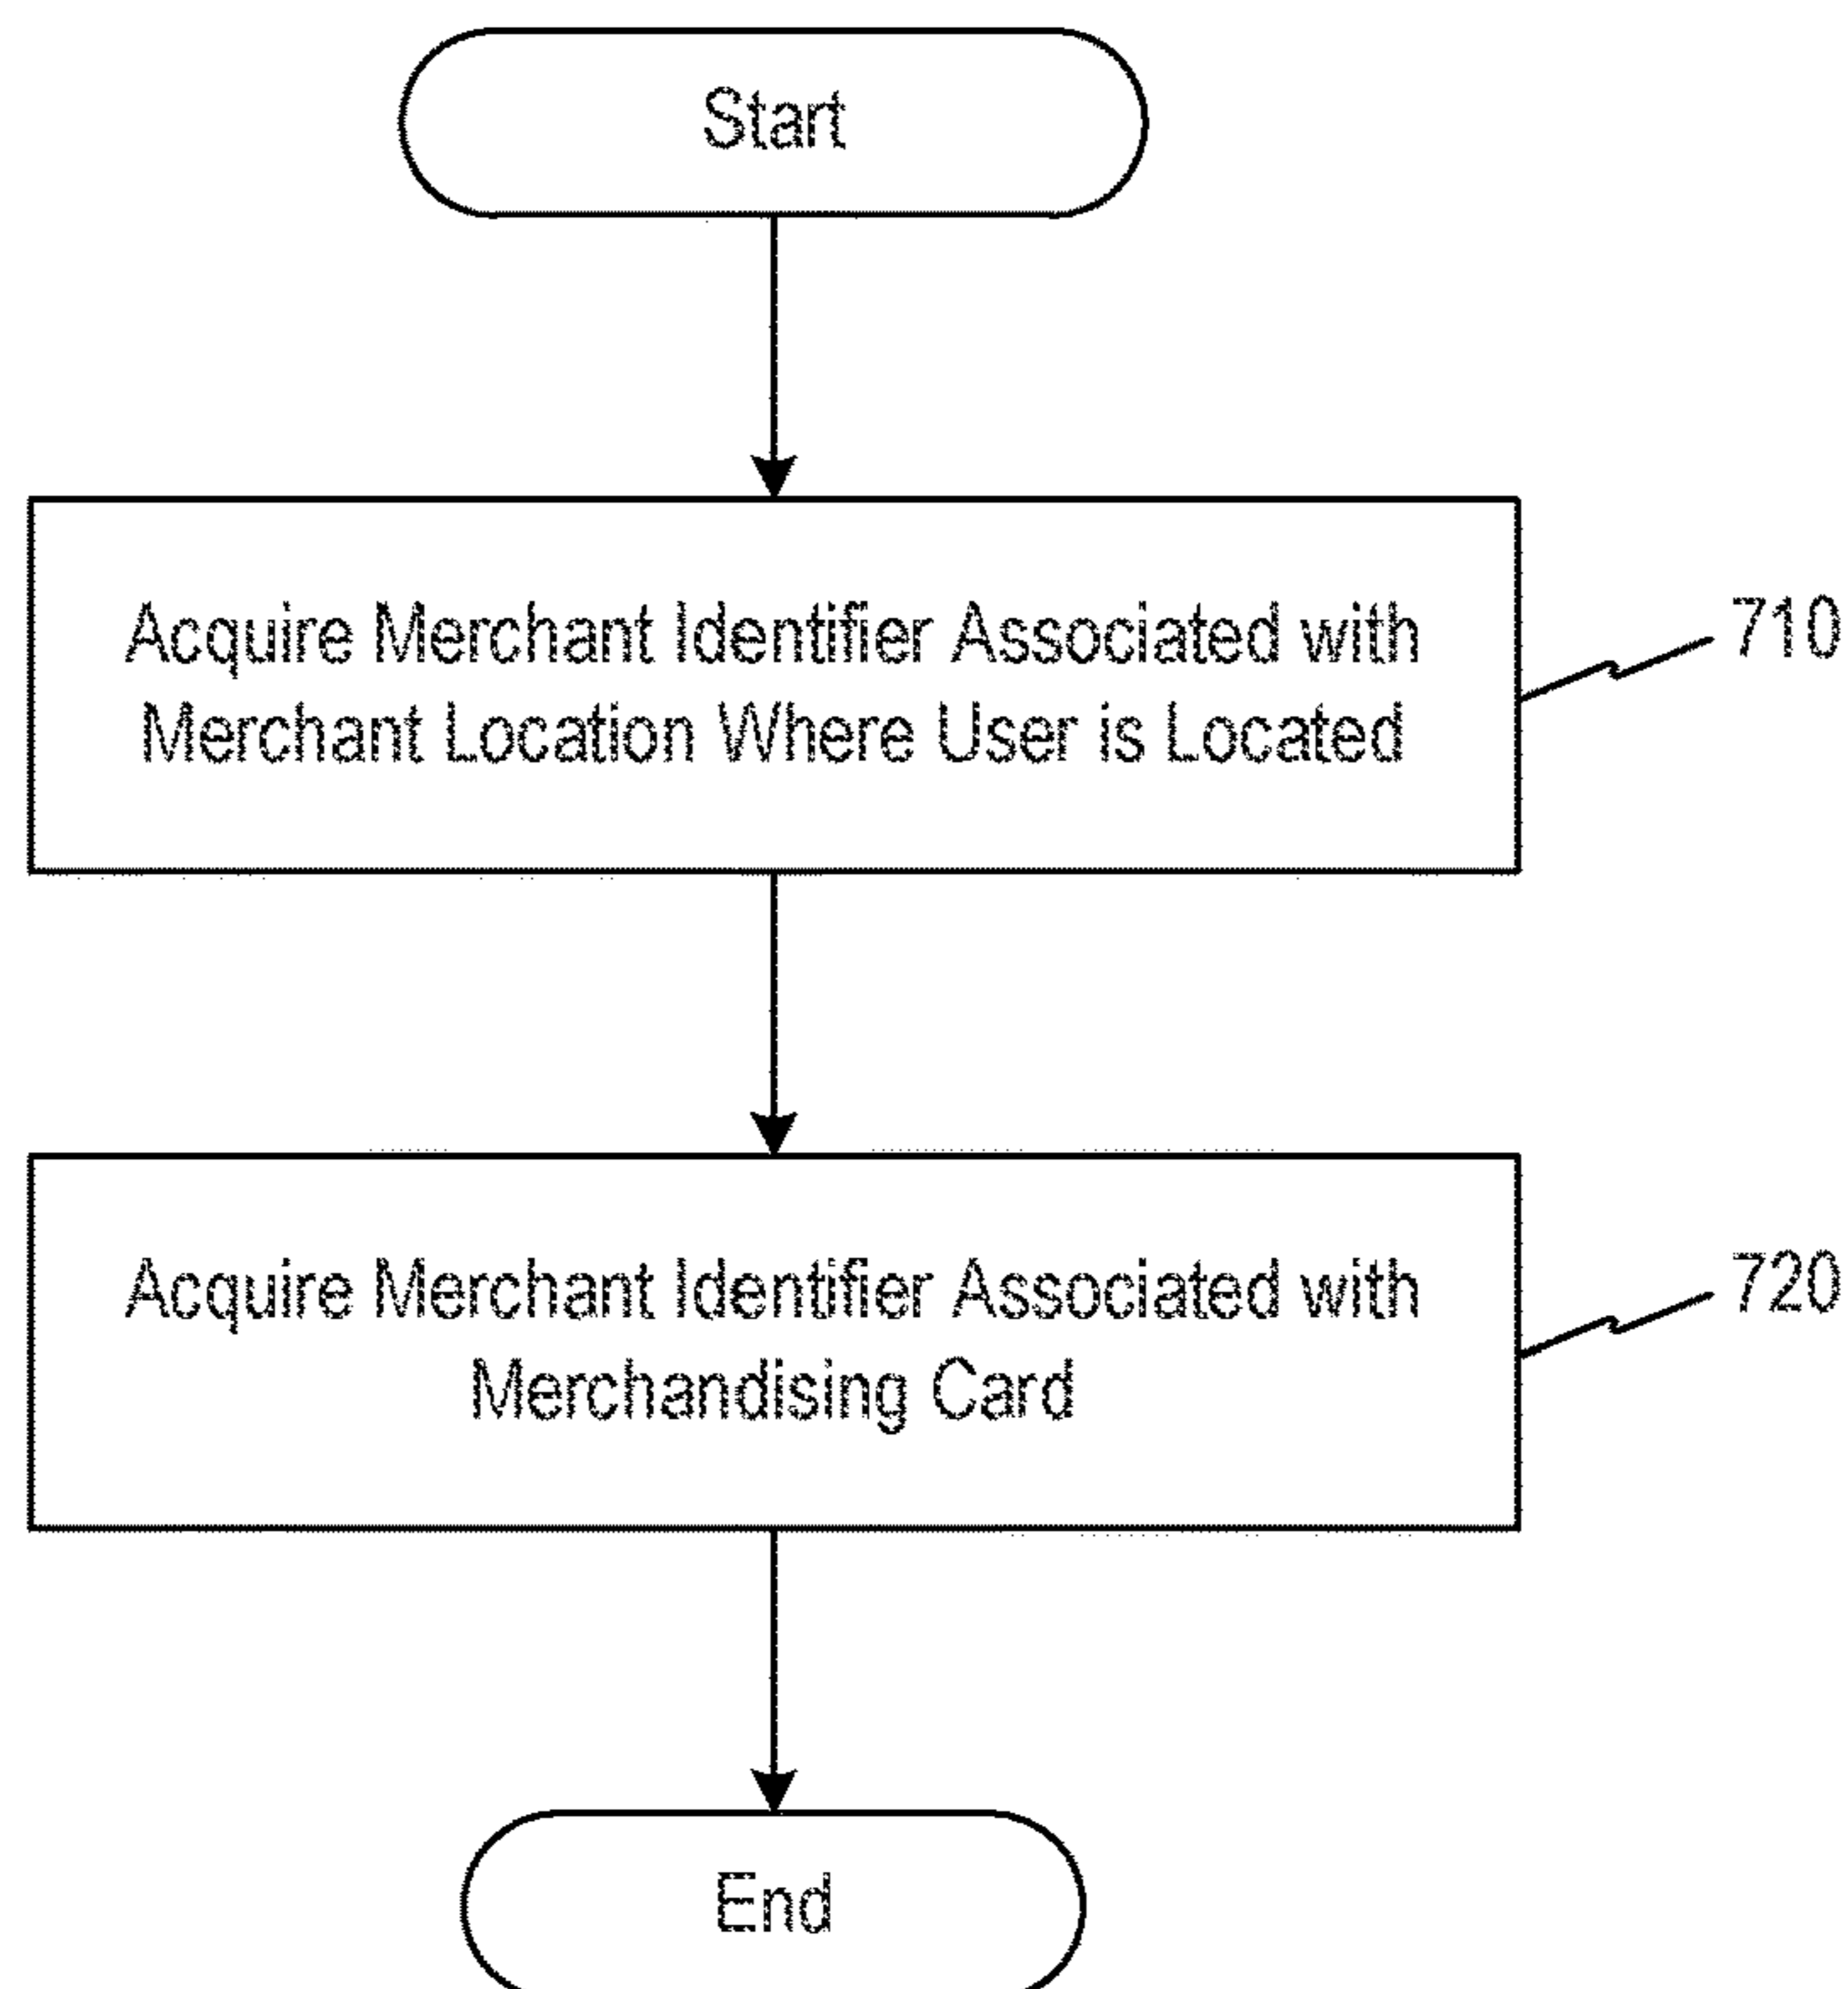 Start
Acquire Merchant Identifier Associated with
Merchant Location Where User is Located
710
Acquire Merchant Identifier Associated with
Merchandising Card
720
End